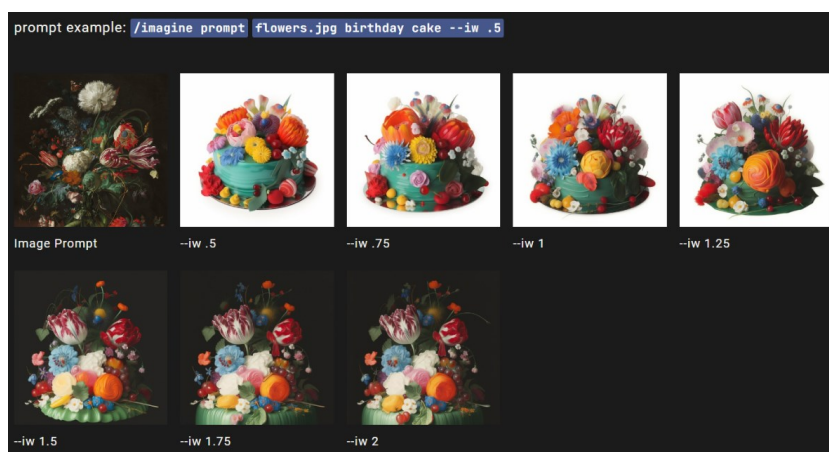 prompt example: /imagine prompt flowers.jpg birthday cake --iw .5
Image Prompt --iw .5 --iw .75 --iw 1 --iw 1.25
--iw 1.5 --iw 1.75 --iw 2